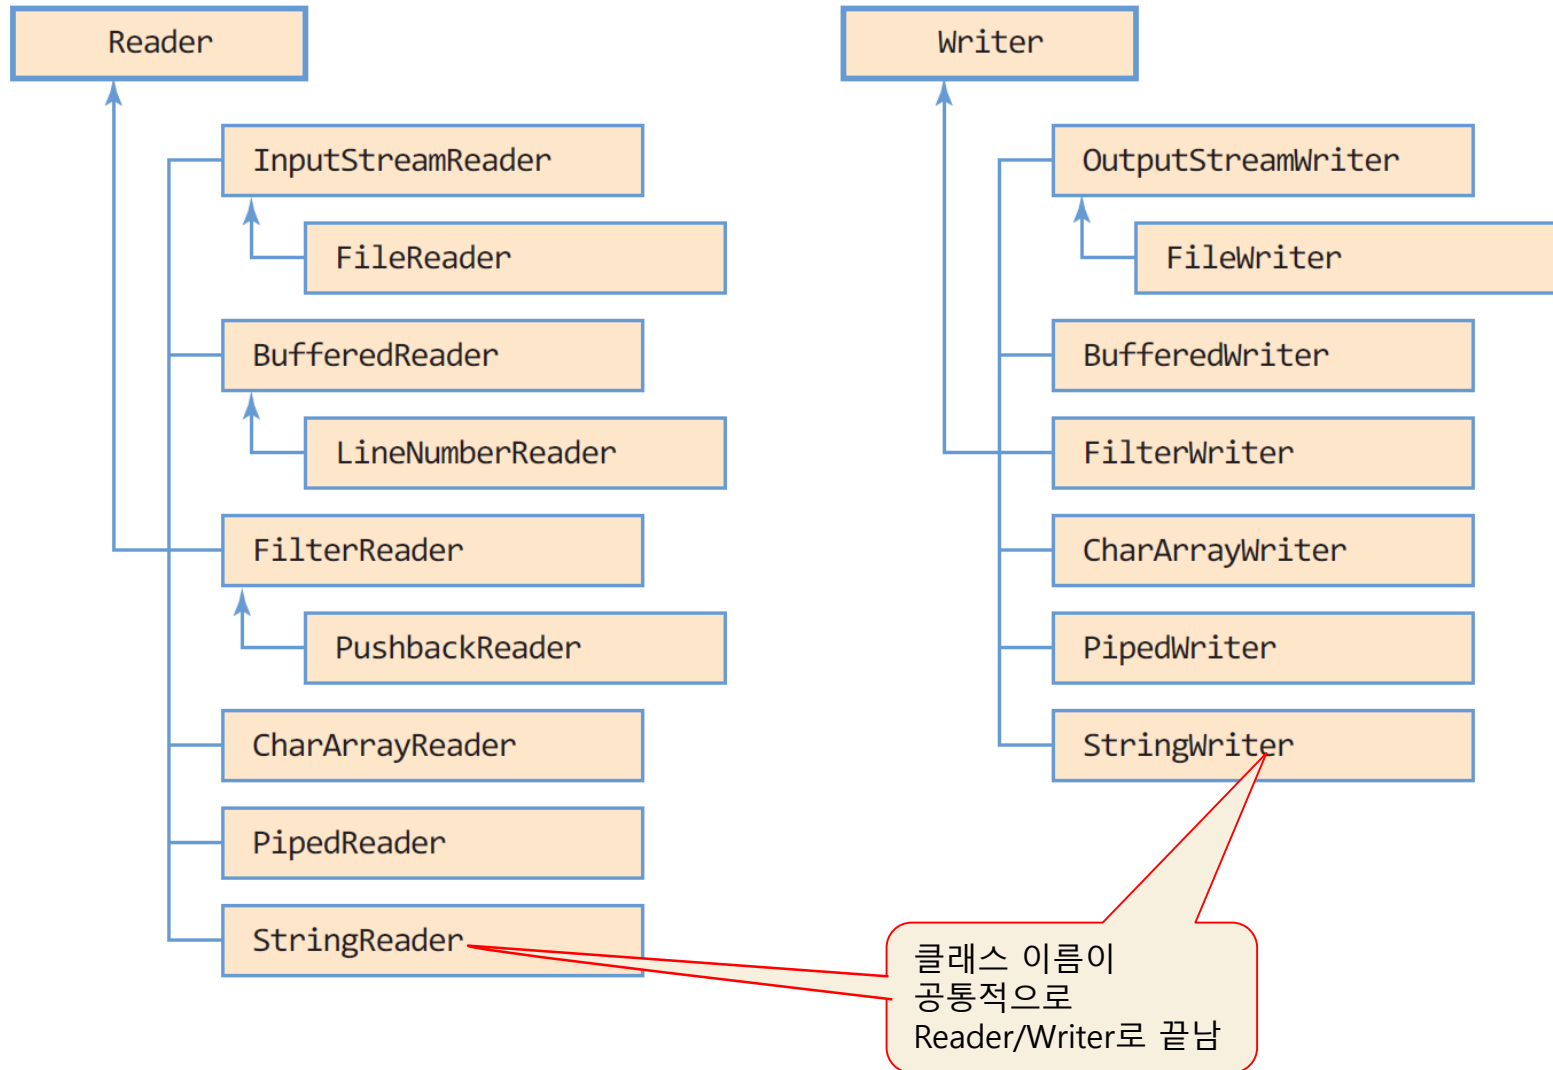 Reader
InputStreamReader
FileReader
BufferedReader
LineNumberReader
FilterReader
PushbackReader
CharArrayReader
PipedReader
StringReader
Writer
OutputStreamWriter
FileWriter
BufferedWriter
FilterWriter
CharArrayWriter
PipedWriter
StringWriter
클래스 이름이
공통적으로
Reader/Writer로 끝남